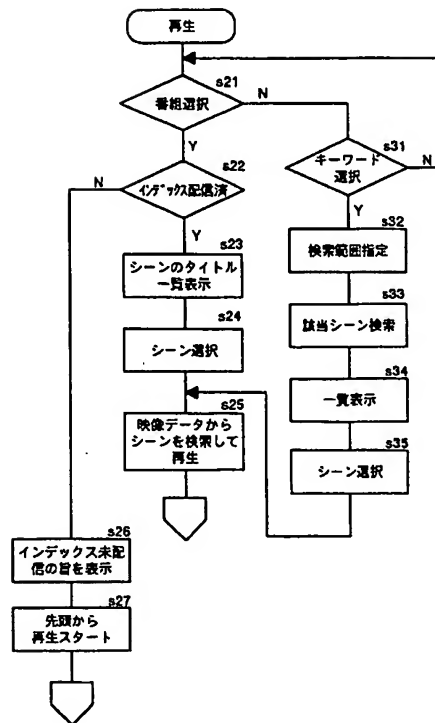 再生
s21
番組選択
N
Y
s31
キーワード
選択
N
Y
s22
インデックス配信済
N
Y
s23
シーンのタイトル
一覧表示
s24
シーン選択
s25
映像データから
シーンを検索して
再生
s32
検索範囲指定
s33
該当シーン検索
s34
一覧表示
s35
シーン選択
s26
インデックス未配
信の旨を表示
s27
先頭から
再生スタート